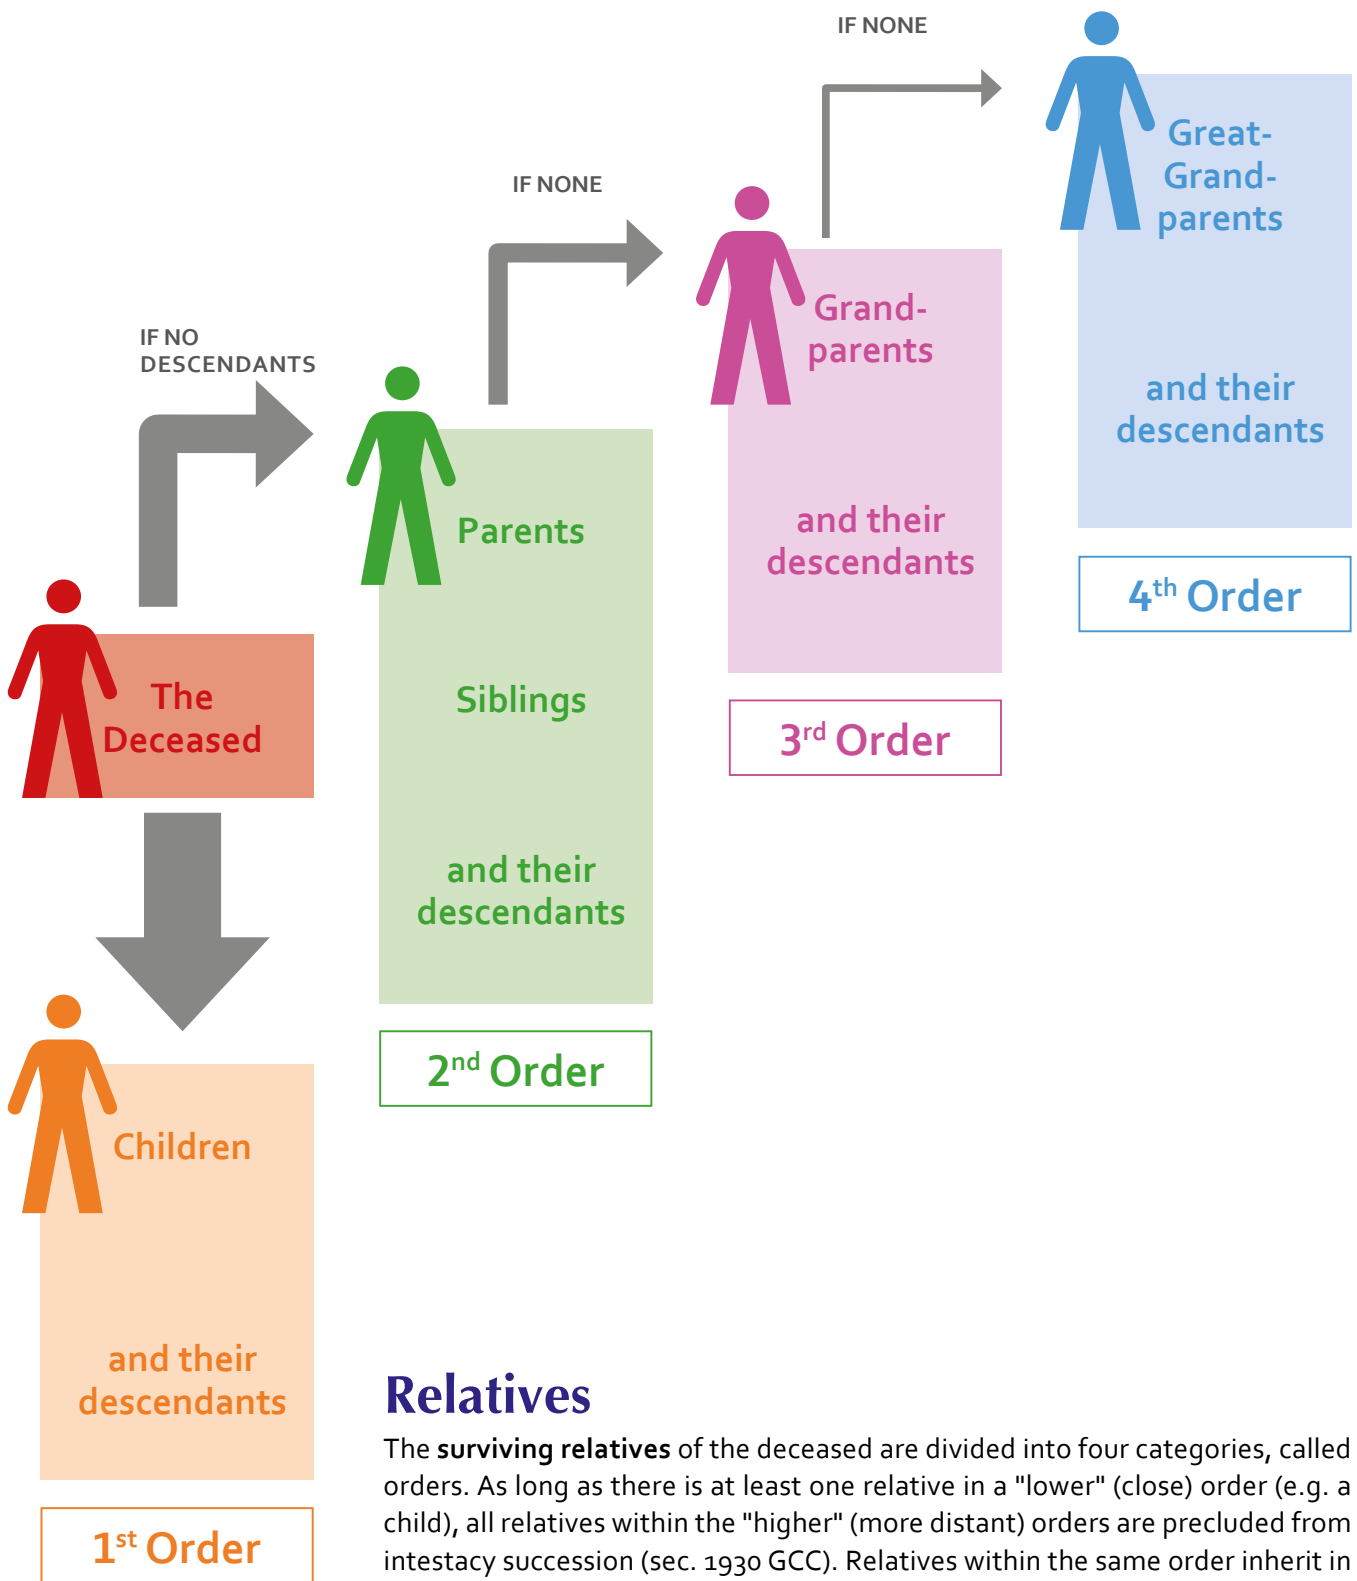 IF NONE
Great-
Grand-
parents
and their
descendants
4th Order
IF NONE
Grand-
parents
and their
descendants
3rd Order
IF NO
DESCENDANTS
Parents
Siblings
and their
descendants
2nd Order
The
Deceased
Children
and their
descendants
1st Order
Relatives
The surviving relatives of the deceased are divided into four categories, called
orders. As long as there is at least one relative in a "lower" (close) order (e.g. a
child), all relatives within the "higher" (more distant) orders are precluded from
intestacy succession (sec. 1930 GCC). Relatives within the same order inherit in